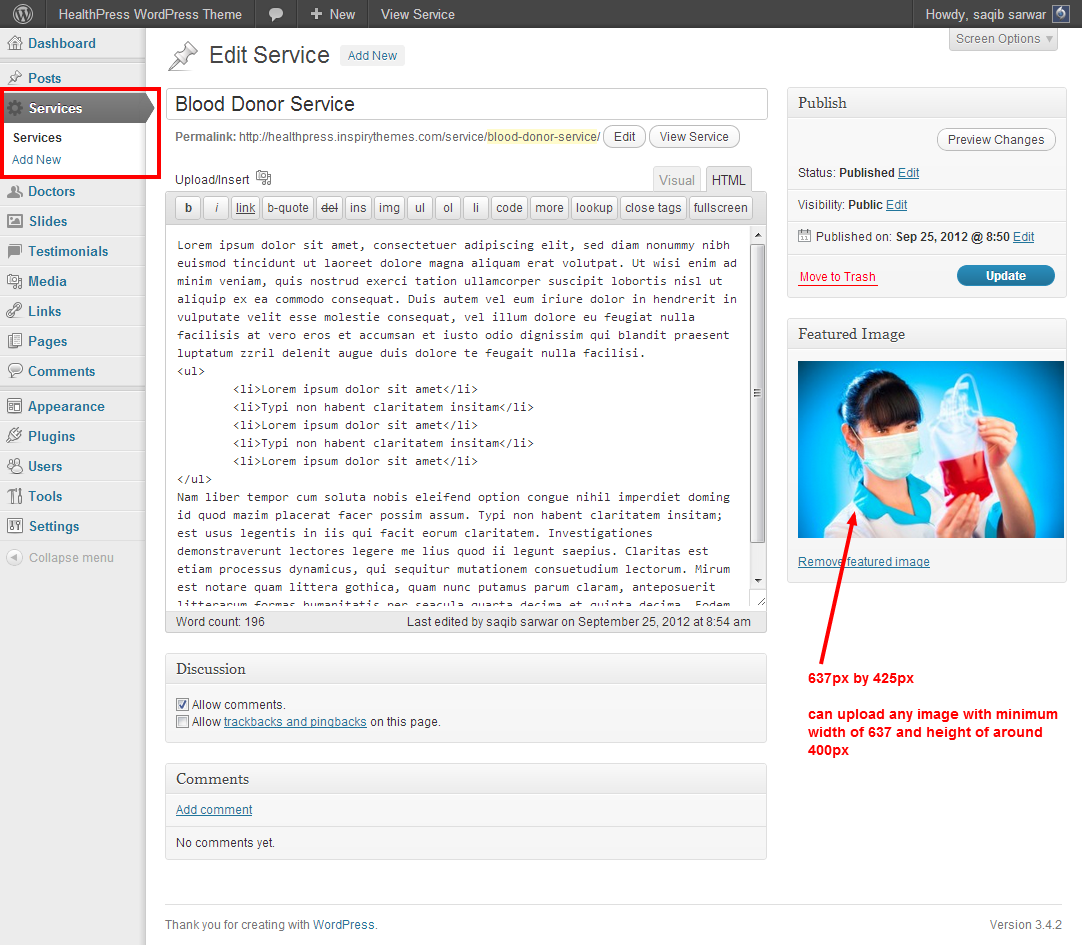 HealthPress WordPress Theme
New
View Service
Howdy, saqib sarwar
Screen Options
Dashboard
Posts
Services
Services
Add New
Doctors
Slides
Testimonials
Media
Links
Pages
Comments
Appearance
Plugins
Users
Tools
Settings
Collapse menu
Edit Service Add New
Blood Donor Service
Permalink: http://healthpress.inspirythemes.com/service/blood-donor-service/ Edit View Service
Upload/Insert
Visual HTML
b i link b-quote del ins img ul ol li code more lookup close tags fullscreen
Lorem ipsum dolor sit amet, consectetuer adipiscing elit, sed diam nonummy nibh
euismod tincidunt ut laoreet dolore magna aliquam erat volutpat. Ut wisi enim ad
minim veniam, quis nostrud exerci tation ullamcorper suscipit lobortis nisl ut
aliquip ex ea commodo consequat. Duis autem vel eum iriure dolor in hendrerit in
vulputate velit esse molestie consequat, vel illum dolore eu feugiat nulla
facilisis at vero eros et accumsan et iusto odio dignissim qui blandit praesent
luptatum zzril delenit augue duis dolore te feugait nulla facilisi.
<ul>
<li>Lorem ipsum dolor sit amet</li>
<li>Typi non habent claritatem insitam</li>
<li>Lorem ipsum dolor sit amet</li>
<li>Typi non habent claritatem insitam</li>
<li>Lorem ipsum dolor sit amet</li>
</ul>
Nam liber tempor cum soluta nobis eleifend option congue nihil imperdiet doming
id quod mazim placerat facer possim assum. Typi non habent claritatem insitam;
est usus legentis in iis qui facit eorum claritatem. Investigationes
demonstraverunt lectores legere me lius quod ii legunt saepius. Claritas est
etiam processus dynamicus, qui sequitur mutationem consuetudium lectorum. Mirum
est notare quam littera gothica, quam nunc putamus parum claram, anteposuerit
litterarum formas humanitatis per seacula quarta decima et quinta decima. Eodem
Word count: 196
Last edited by saqib sarwar on September 25, 2012 at 8:54 am
Discussion
Allow comments.
Allow trackbacks and pingbacks on this page.
Comments
Add comment
No comments yet.
Publish
Preview Changes
Status: Published Edit
Visibility: Public Edit
Published on: Sep 25, 2012 @ 8:50 Edit
Move to Trash
Update
Featured Image
Remove featured image
637px by 425px
can upload any image with minimum
width of 637 and height of around
400px
Thank you for creating with WordPress.
Version 3.4.2